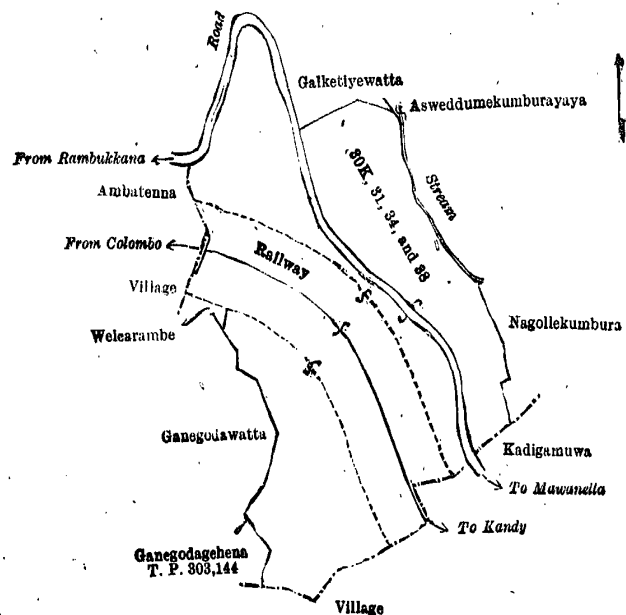 Road
Galketiyewatta
Asweddumekumburayaya
From Rambukkana
Ambatenna
30K, 31, 34, and 38
Stream
From Colombo
Railway
Village
Welearambe
Nagollekumbura
Ganegodawatta
Kadigamuwa
To Mawanella
To Kandy
Ganegodagehena
T. P. 303,144
Village